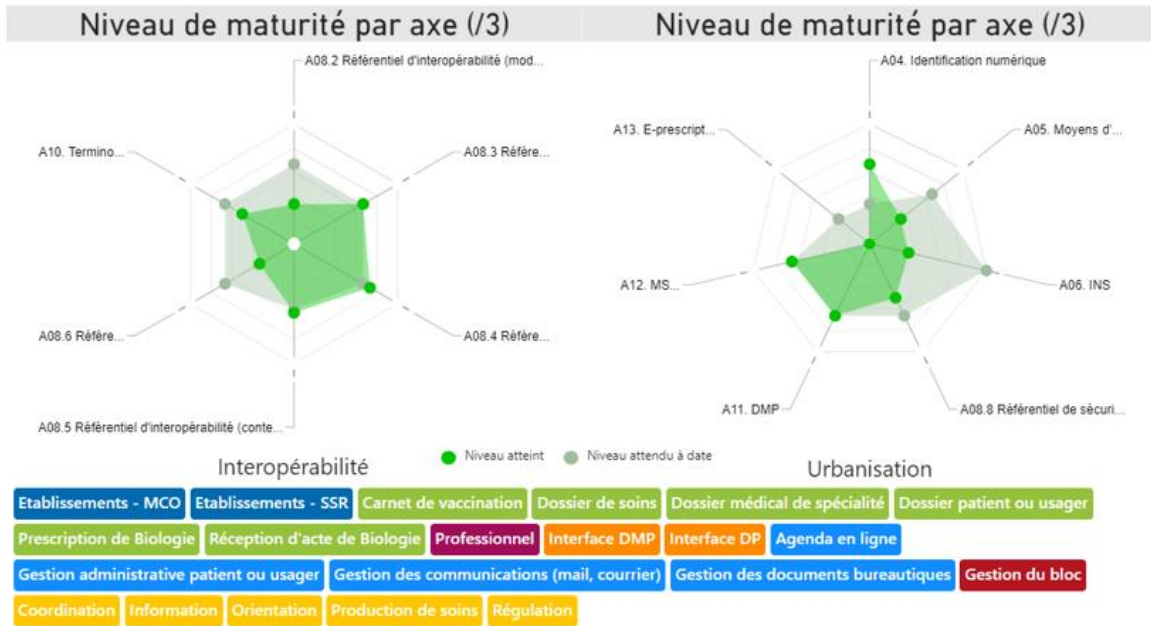 Niveau de maturité par axe (/3)
Niveau de maturité par axe (/3)
A08.2 Référentiel d'interopérabilité (mod...
A10. Termino...
A08.3 Référe...
A08.6 Référe...
A08.4 Référe...
A08.5 Référentiel d'interopérabilité (conte...
A04. Identification numérique
A13. E-prescript...
A05. Moyens d'...
A12. MS...
A06. INS
A11. DMP
A08.8 Référentiel de sécuri...
Interopérabilité
Niveau atteint
Niveau attendu à date
Urbanisation
Etablissements - MCO Etablissements - SSR Carnet de vaccination Dossier de soins Dossier médical de spécialité Dossier patient ou usager
Prescription de Biologie Réception d'acte de Biologie Professionnel Interface DMP Interface DP Agenda en ligne
Gestion administrative patient ou usager Gestion des communications (mail, courrier) Gestion des documents bureautiques Gestion du bloc
Coordination Information Orientation Production de soins Régulation